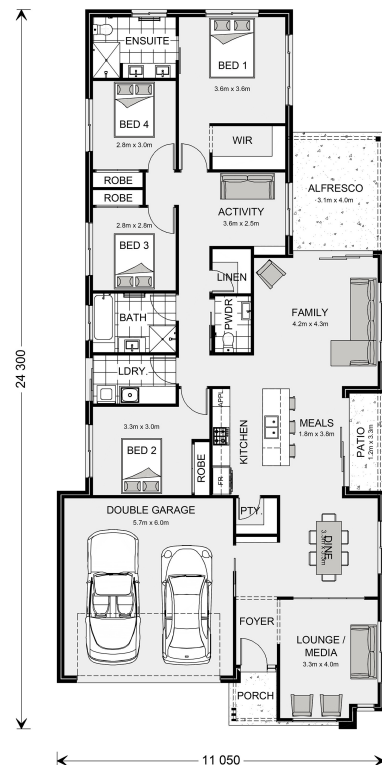 ENSUITE
BED 1
3.6m x 3.6m
BED 4
2.8m x 3.0m
WIR
ROBE
ROBE
ALFRESCO
3.1m x 4.0m
ACTIVITY
3.6m x 2.5m
2.8m x 2.8m
BED 3
LINEN
FAMILY
4.2m x 4.3m
BATH
PWDR
24 300
LDRY.
APPL.
MEALS
1.8m x 3.8m
KITCHEN
PATIO
1.2m x 3.3m
3.3m x 3.0m
BED 2
ROBE
FR
DOUBLE GARAGE
5.7m x 6.0m
PTY.
DINE
FOYER
LOUNGE /
MEDIA
3.3m x 4.0m
PORCH
11 050